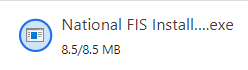 National FIS Install....exe
8.5/8.5 MB